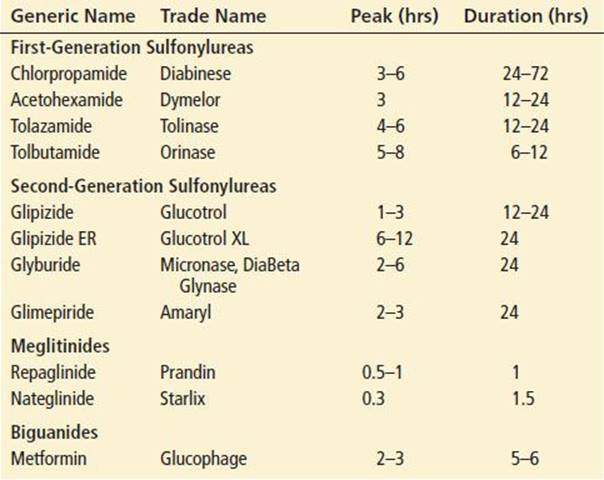 Generic Name Trade Name Peak (hrs) Duration (hrs)
First-Generation Sulfonylureas
Chlorpropamide Diabinese 3–6 24–72
Acetohexamide Dymelor 3 12–24
Tolazamide Tolinase 4–6 12–24
Tolbutamide Orinase 5–8 6–12
Second-Generation Sulfonylureas
Glipizide Glucotrol 1–3 12–24
Glipizide ER Glucotrol XL 6–12 24
Glyburide Micronase, DiaBeta 2–6 24
Glynase
Glimepiride Amaryl 2–3 24
Meglitinides
Repaglinide Prandin 0.5–1 1
Nateglinide Starlix 0.3 1.5
Biguanides
Metformin Glucophage 2–3 5–6